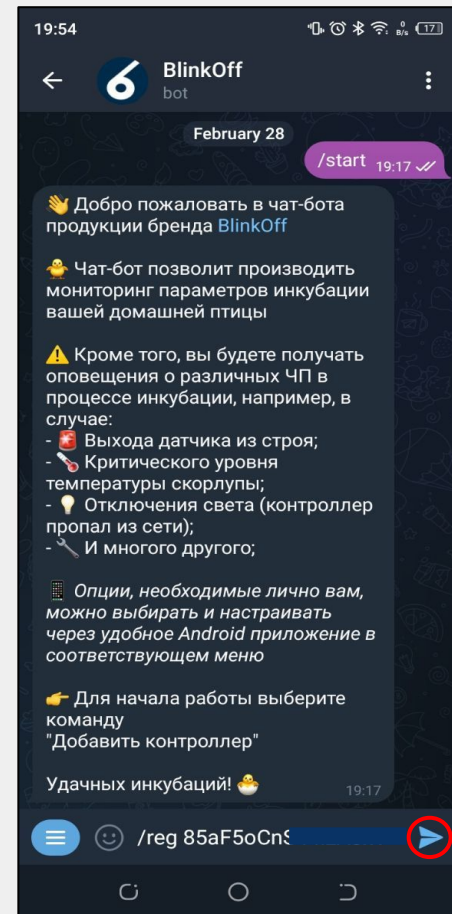 19:54
0 B/s 17
BlinkOff
bot
February 28
/start 19:17
👋 Добро пожаловать в чат-бота
продукции бренда BlinkOff
🐥 Чат-бот позволит производить
мониторинг параметров инкубации
вашей домашней птицы
⚠️ Кроме того, вы будете получать
оповещения о различных ЧП в
процессе инкубации, например, в
случае:
- 🚨 Выхода датчика из строя;
- 🌡️ Критического уровня
температуры скорлупы;
- 💡 Отключения света (контроллер
пропал из сети);
- 🔧 И многого другого;
📱 Опции, необходимые лично вам,
можно выбирать и настраивать
через удобное Android приложение в
соответствующем меню
👉 Для начала работы выберите
команду
"Добавить контроллер"
Удачных инкубаций! 🐣
19:17
/reg